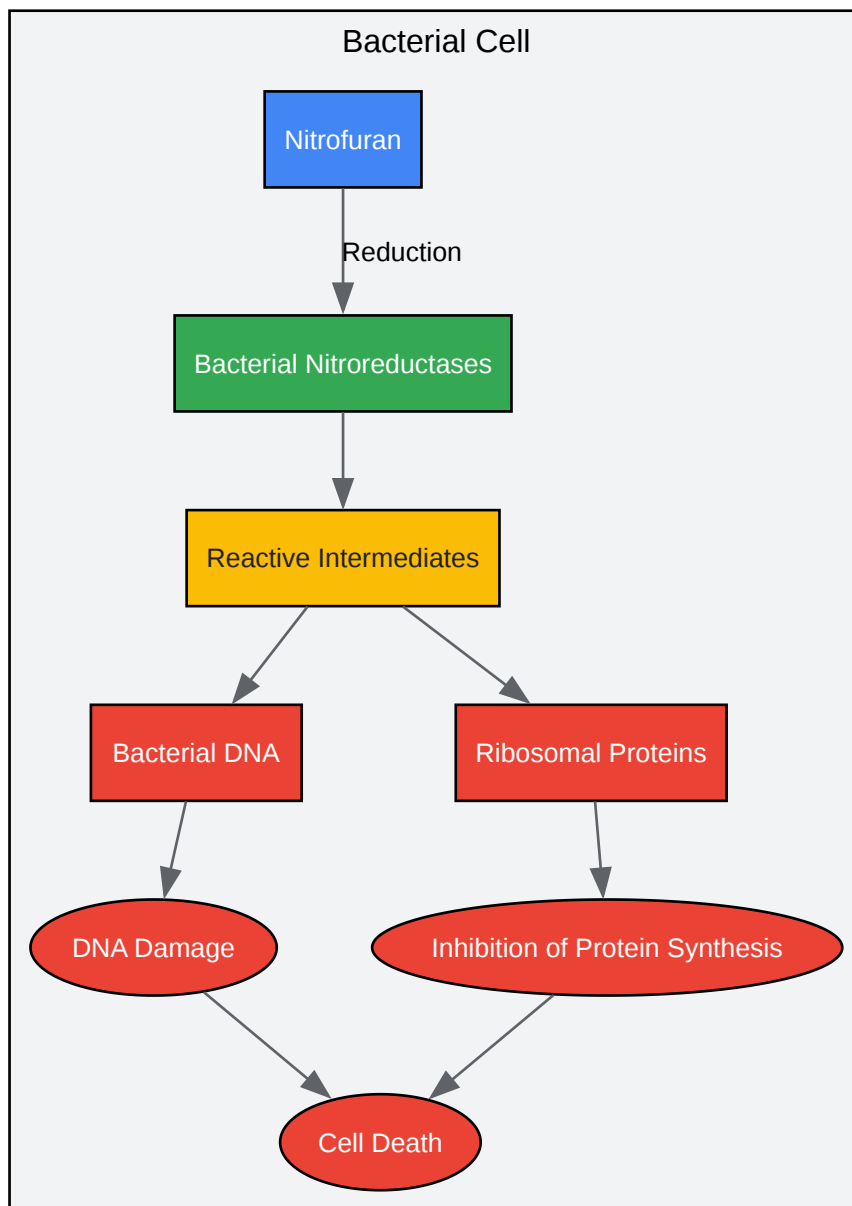 Bacterial Cell
Nitrofuran
Reduction
Bacterial Nitroreductases
Reactive Intermediates
Bacterial DNA
Ribosomal Proteins
DNA Damage
Inhibition of Protein Synthesis
Cell Death